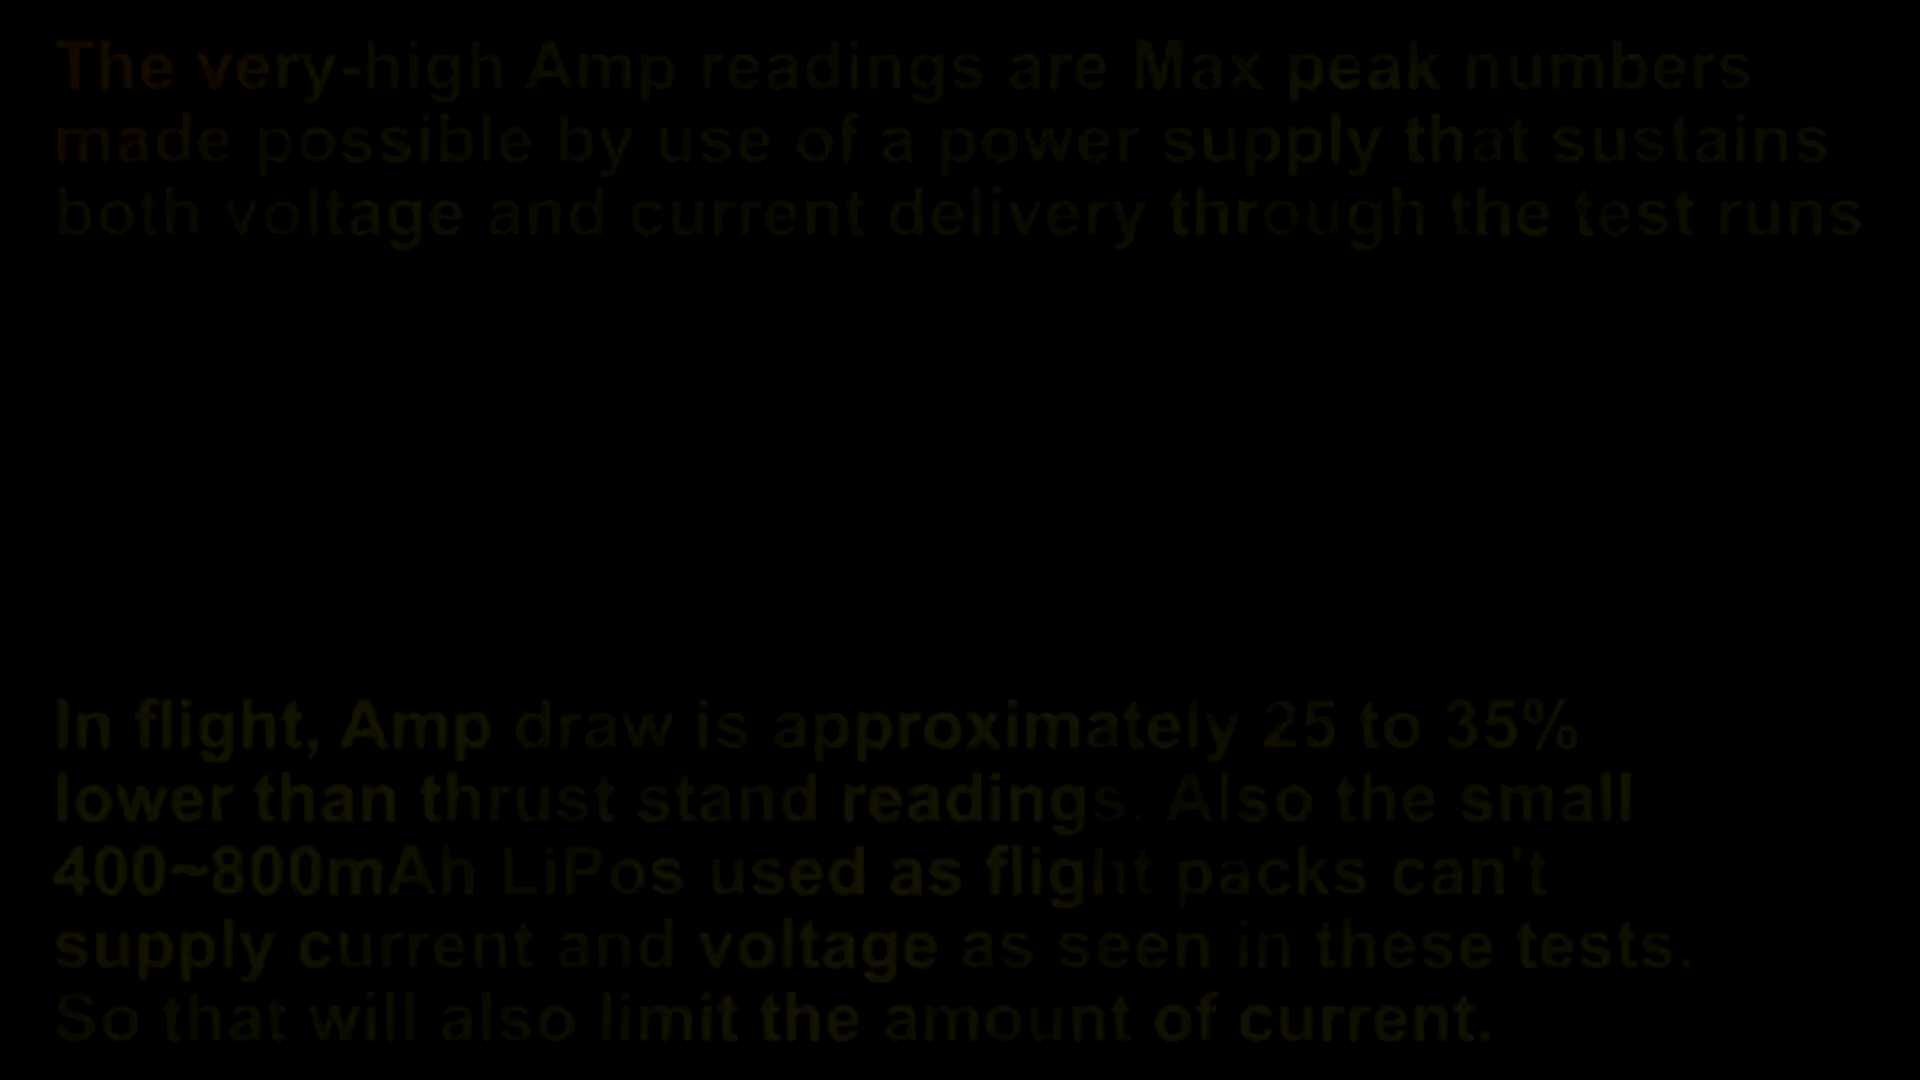 The very-high Amp readings are Max peak numbers
made possible by use of a power supply that sustains
both voltage and current delivery through the test runs
In flight, Amp draw is approximately 25 to 35%
lower than thrust stand readings. Also the small
400~800mAh LiPos used as flight packs can't
supply current and voltage as seen in these tests.
So that will also limit the amount of current.